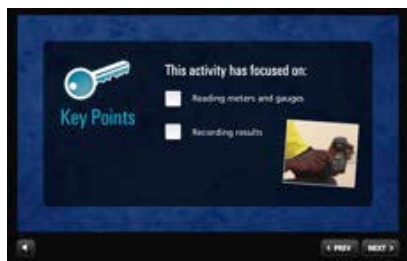 This activity has focused on:
Key Points
Reading meters and gauges
Recording results
< PREV
NEXT >